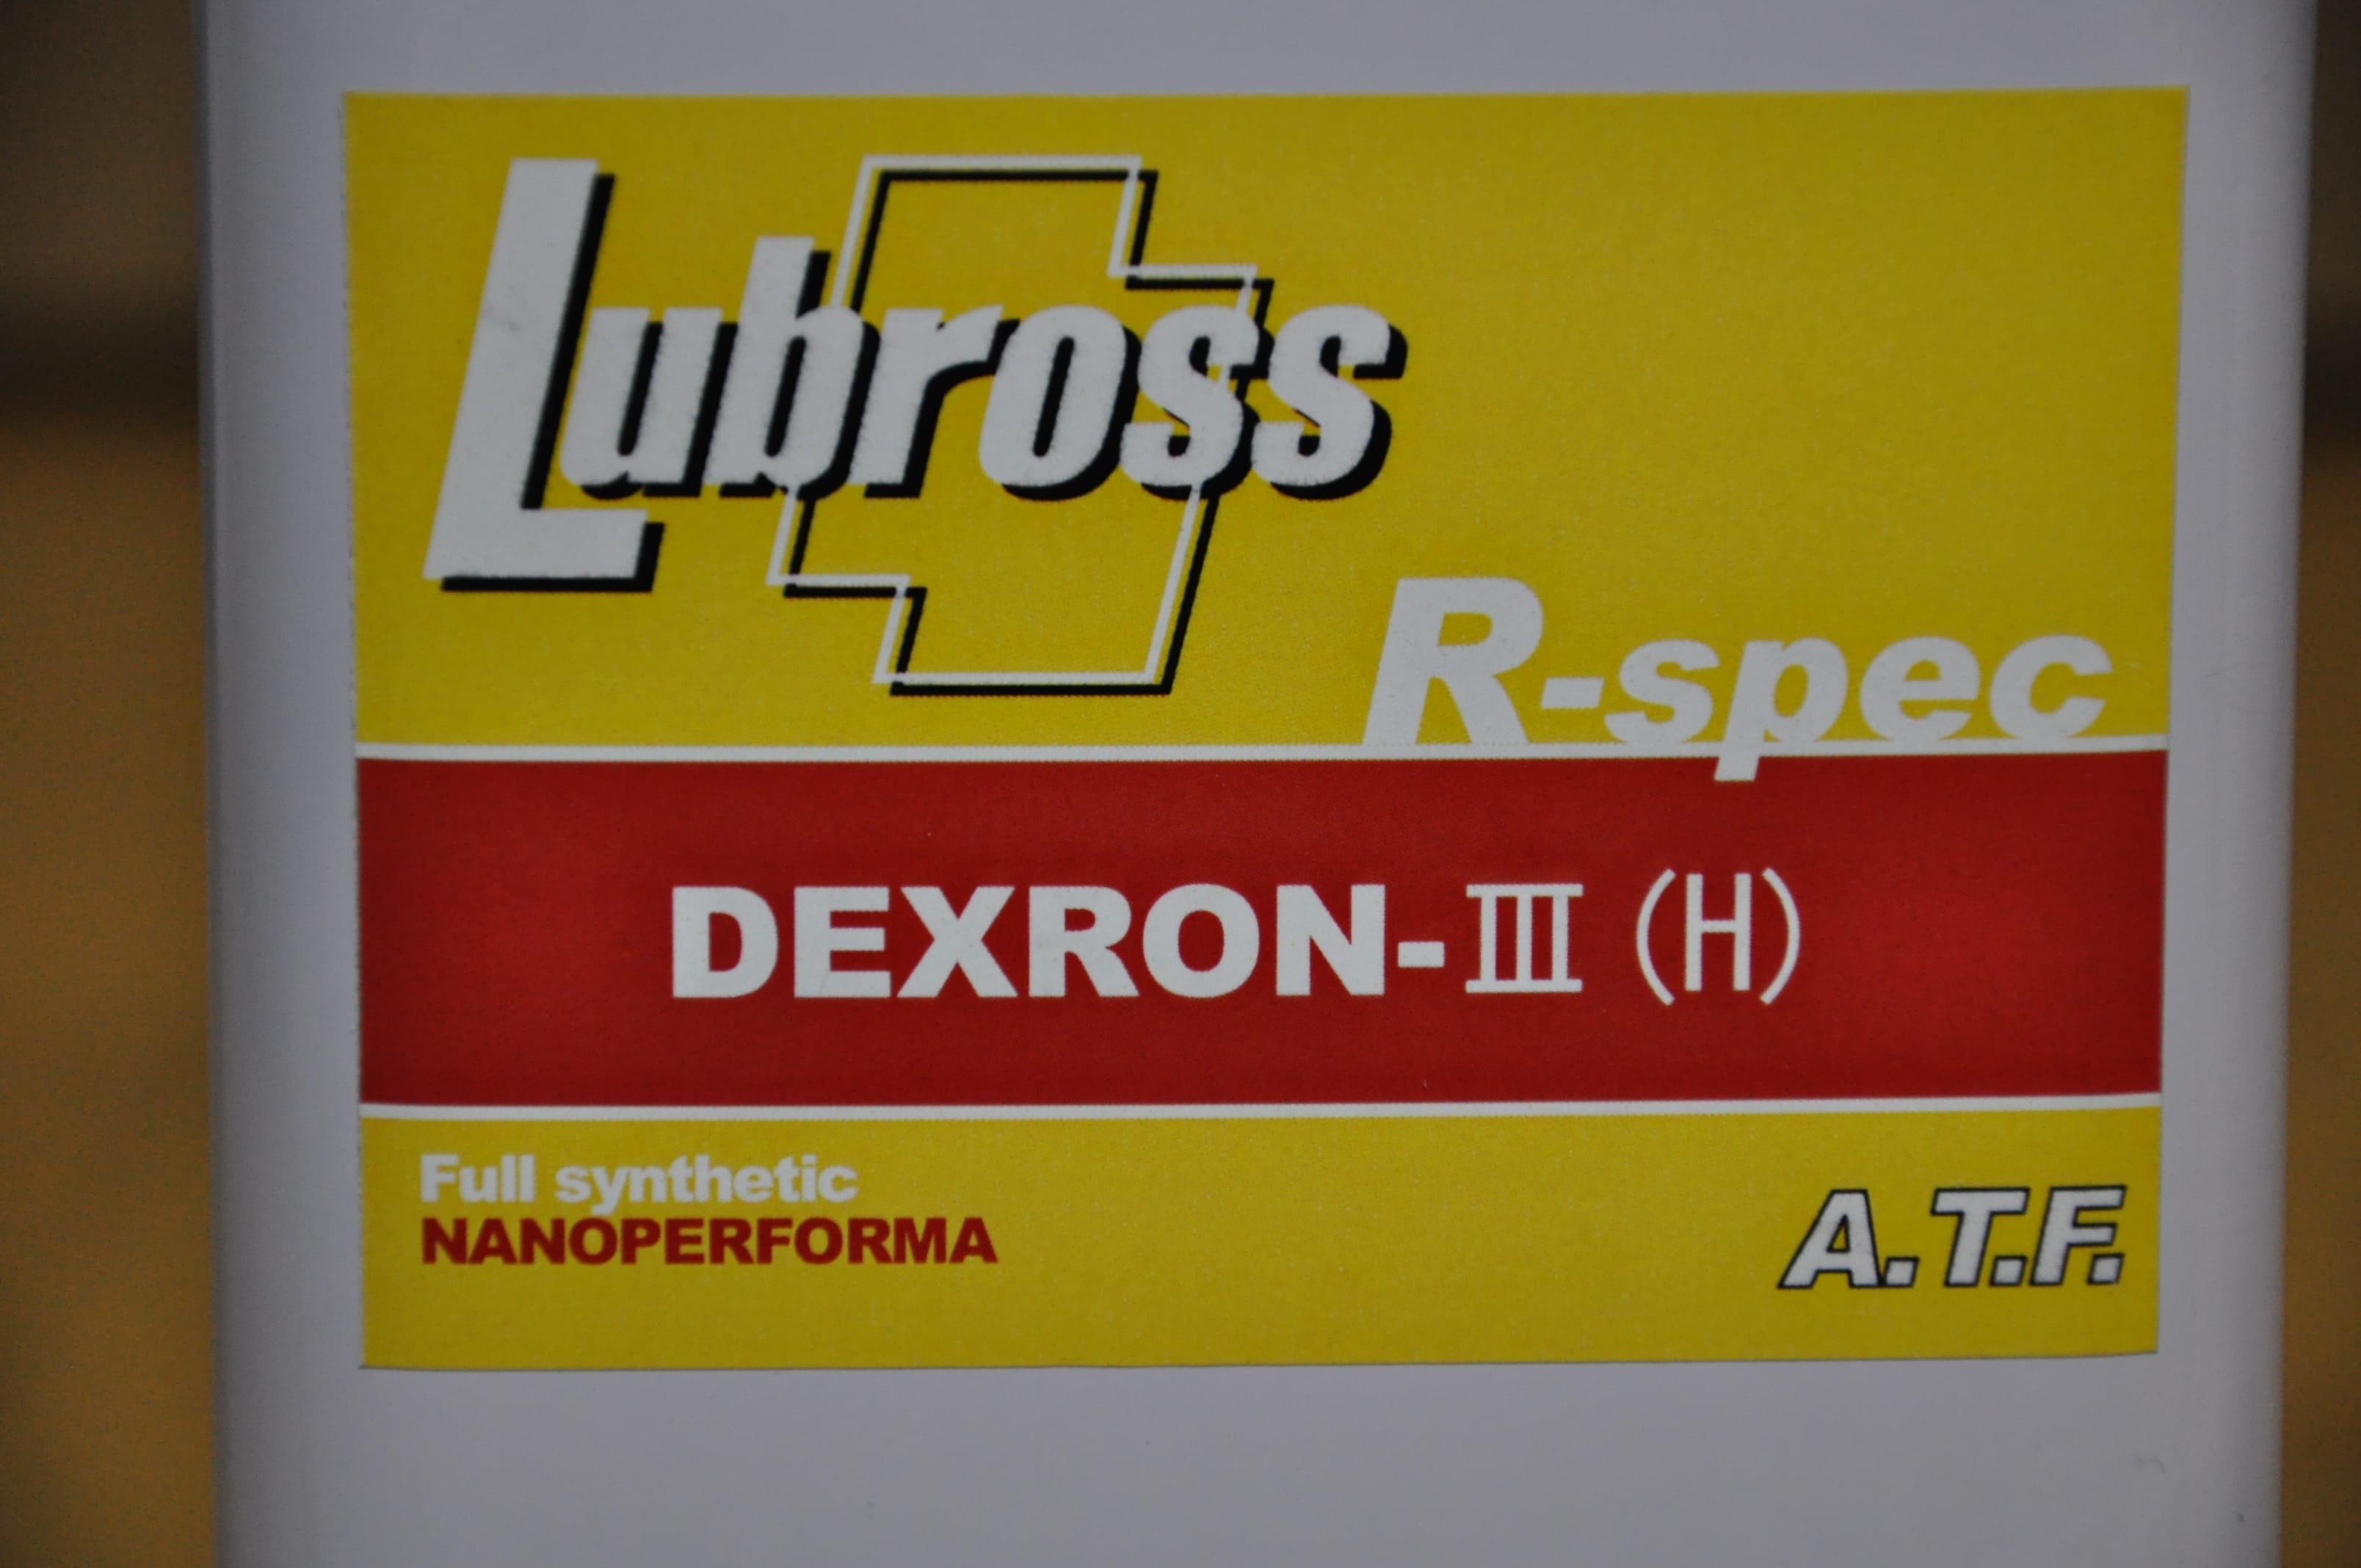 Lubross
R-spec
DEXRON-Ⅲ (H)
Full synthetic
NANOPERFORMA
A.T.F.